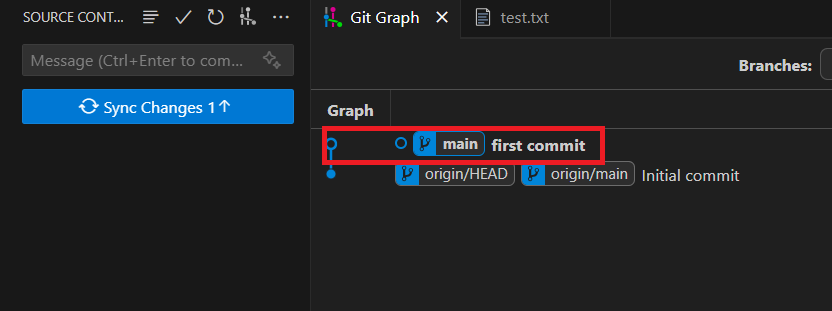 SOURCE CONT...
Message (Ctrl+Enter to com...
Sync Changes 1↑
Git Graph
test.txt
Branches:
Graph
main first commit
origin/HEAD origin/main Initial commit